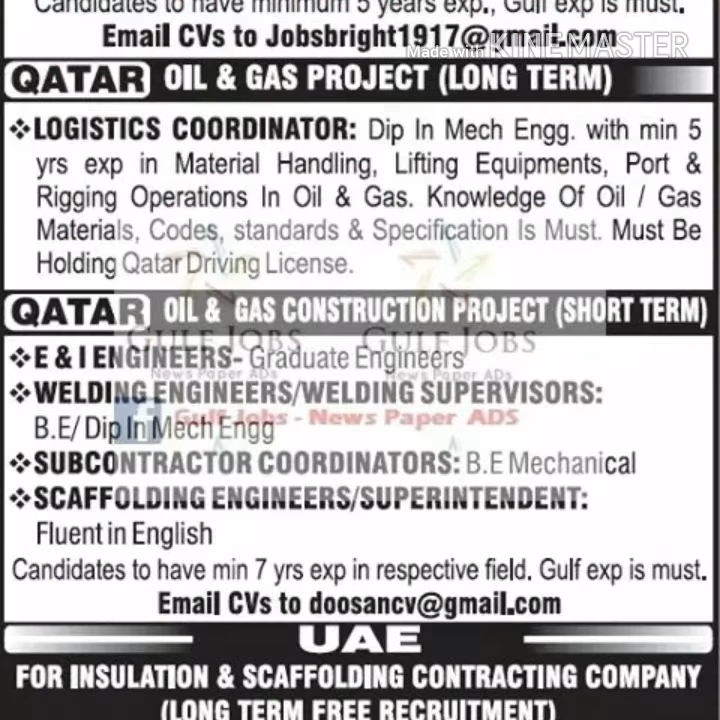 Candidates to have minimum 5 years exp., Gulf exp is must.
Email CVs to Jobsbright1917@gmail.com
Made with KINEMASTER
QATAR OIL & GAS PROJECT (LONG TERM)
❖LOGISTICS COORDINATOR: Dip In Mech Engg. with min 5
yrs exp in Material Handling, Lifting Equipments, Port &
Rigging Operations In Oil & Gas. Knowledge Of Oil / Gas
Materials, Codes, standards & Specification Is Must. Must Be
Holding Qatar Driving License.
QATAR OIL & GAS CONSTRUCTION PROJECT (SHORT TERM)
GULF JOBS GULF JOBS
❖E & I ENGINEERS- Graduate Engineers
News Paper ADs News Paper ADs
❖WELDING ENGINEERS/WELDING SUPERVISORS:
f Gulf Jobs - News Paper ADS
B.E/ Dip In Mech Engg
❖SUBCONTRACTOR COORDINATORS: B.E Mechanical
❖SCAFFOLDING ENGINEERS/SUPERINTENDENT:
Fluent in English
Candidates to have min 7 yrs exp in respective field. Gulf exp is must.
Email CVs to doosancv@gmail.com
UAE
FOR INSULATION & SCAFFOLDING CONTRACTING COMPANY
(LONG TERM FREE RECRUITMENT)